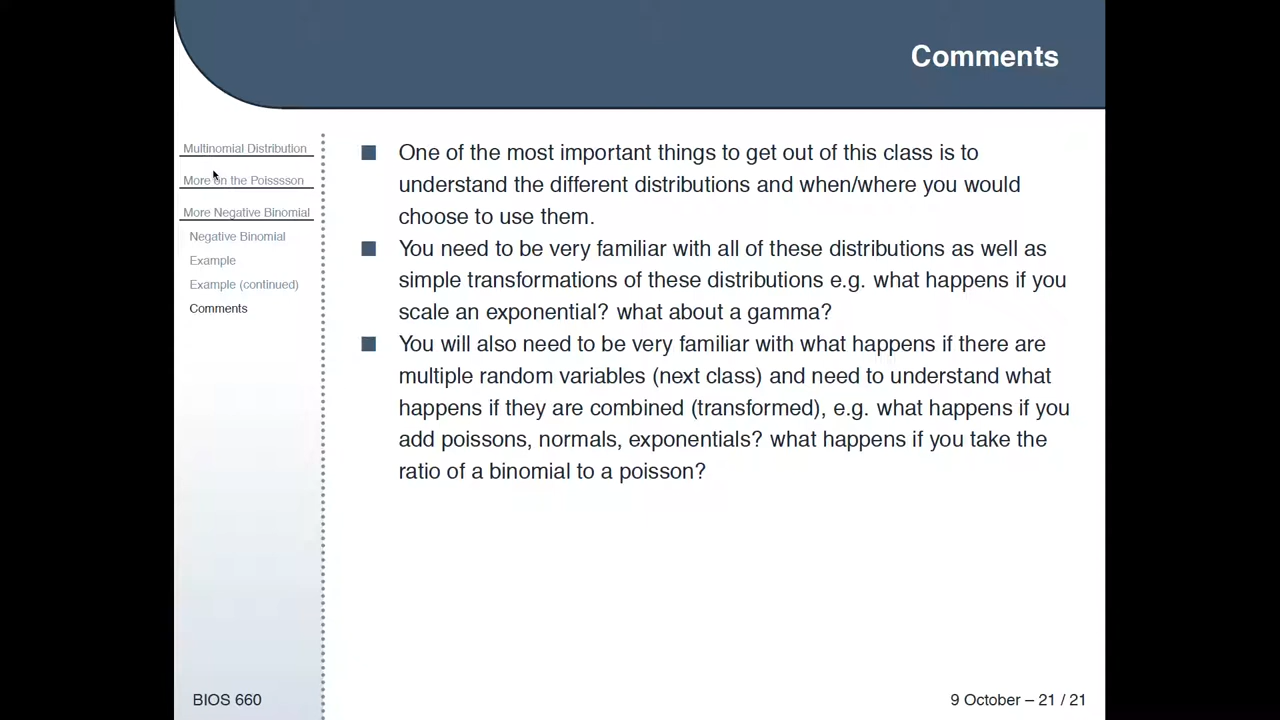 Comments
Multinomial Distribution
More on the Poisssson
More Negative Binomial
Negative Binomial
Example
Example (continued)
Comments
One of the most important things to get out of this class is to
understand the different distributions and when/where you would
choose to use them.
You need to be very familiar with all of these distributions as well as
simple transformations of these distributions e.g. what happens if you
scale an exponential? what about a gamma?
You will also need to be very familiar with what happens if there are
multiple random variables (next class) and need to understand what
happens if they are combined (transformed), e.g. what happens if you
add poissons, normals, exponentials? what happens if you take the
ratio of a binomial to a poisson?
BIOS 660
9 October – 21 / 21